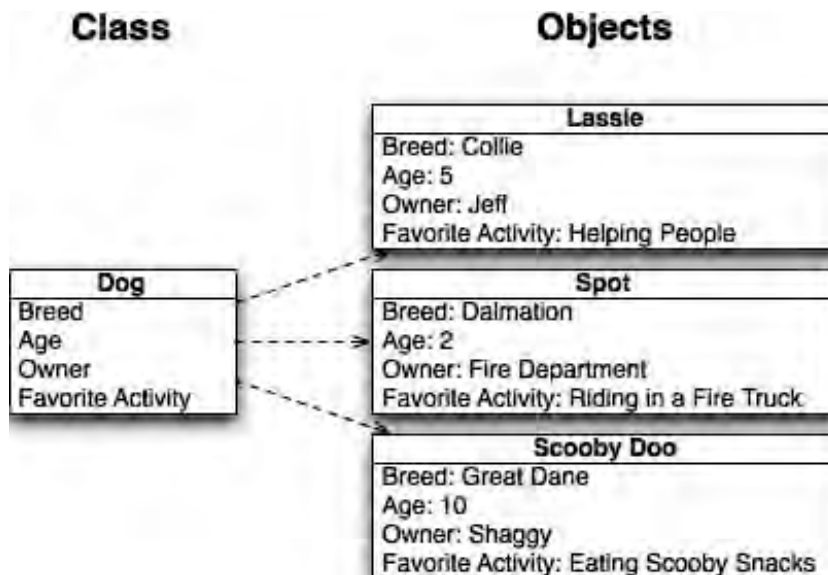 Class
Objects
Dog
Breed
Age
Owner
Favorite Activity
Lassie
Breed: Collie
Age: 5
Owner: Jeff
Favorite Activity: Helping People
Spot
Breed: Dalmation
Age: 2
Owner: Fire Department
Favorite Activity: Riding in a Fire Truck
Scooby Doo
Breed: Great Dane
Age: 10
Owner: Shaggy
Favorite Activity: Eating Scooby Snacks